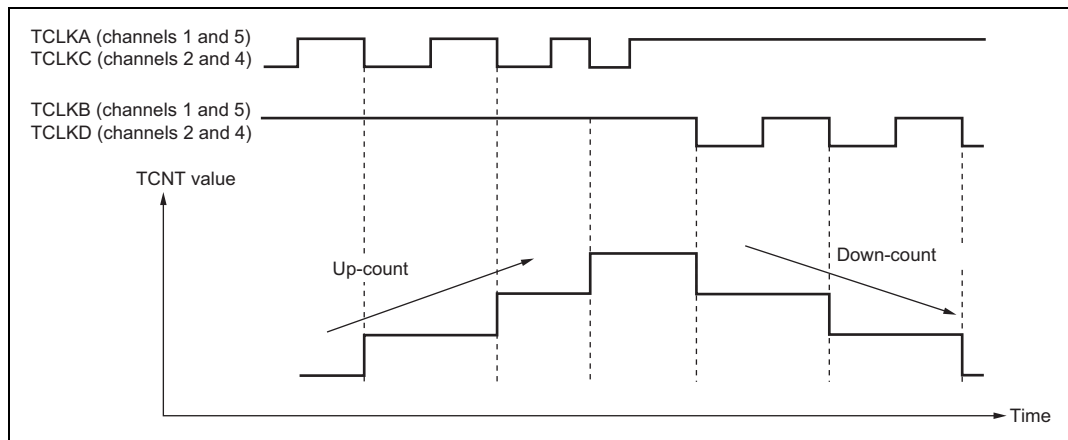 TCLKA (channels 1 and 5)
TCLKC (channels 2 and 4)
TCLKB (channels 1 and 5)
TCLKD (channels 2 and 4)
TCNT value
Up-count
Down-count
Time